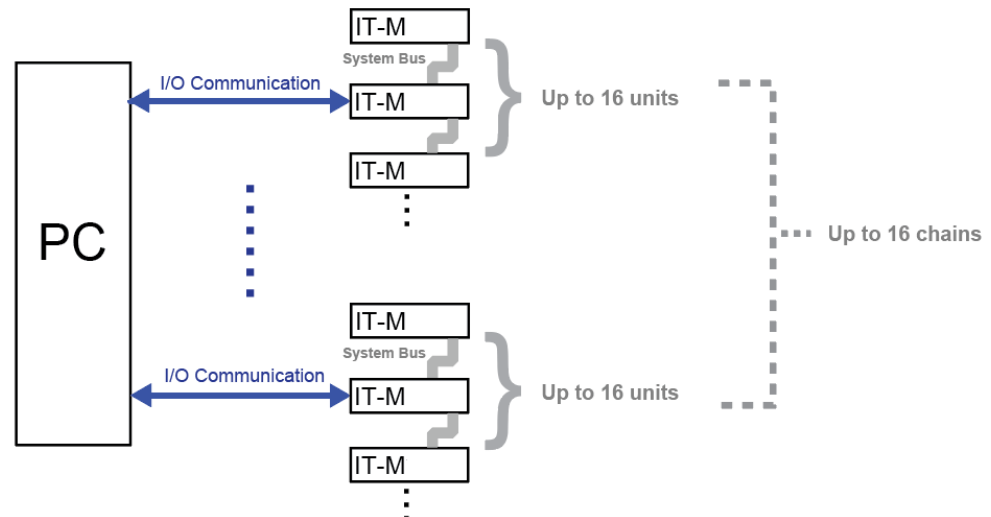 IT-M
System Bus
I/O Communication
IT-M
Up to 16 units
IT-M
PC
Up to 16 chains
IT-M
System Bus
I/O Communication
IT-M
Up to 16 units
IT-M